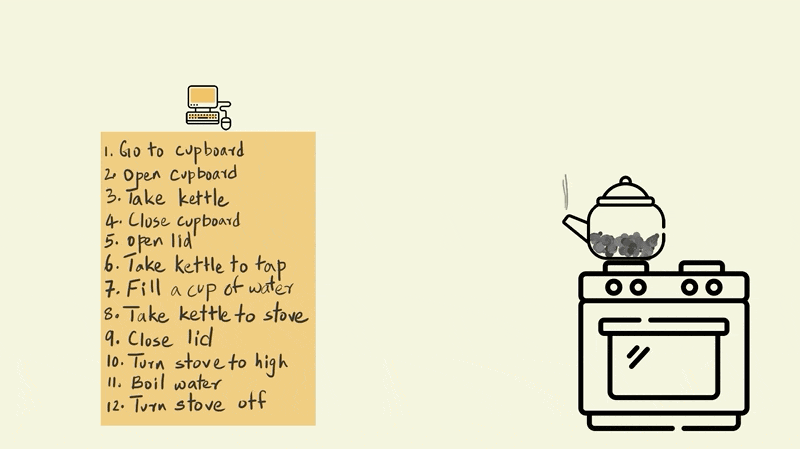 1. Go to cupboard
2. Open cupboard
3. Take kettle
4. Close cupboard
5. Open lid
6. Take kettle to tap
7. Fill a cup of water
8. Take kettle to stove
9. Close lid
10. Turn stove to high
11. Boil water
12. Turn stove off